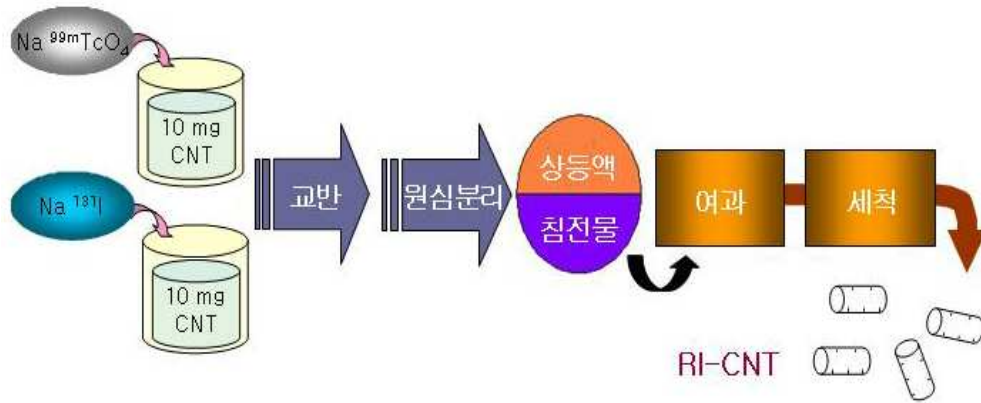 Na ⁹⁹ᵐTcO₄
10 mg
CNT
Na ¹³¹I
10 mg
CNT
교반
원심분리
상등액
침전물
여과
세척
RI-CNT